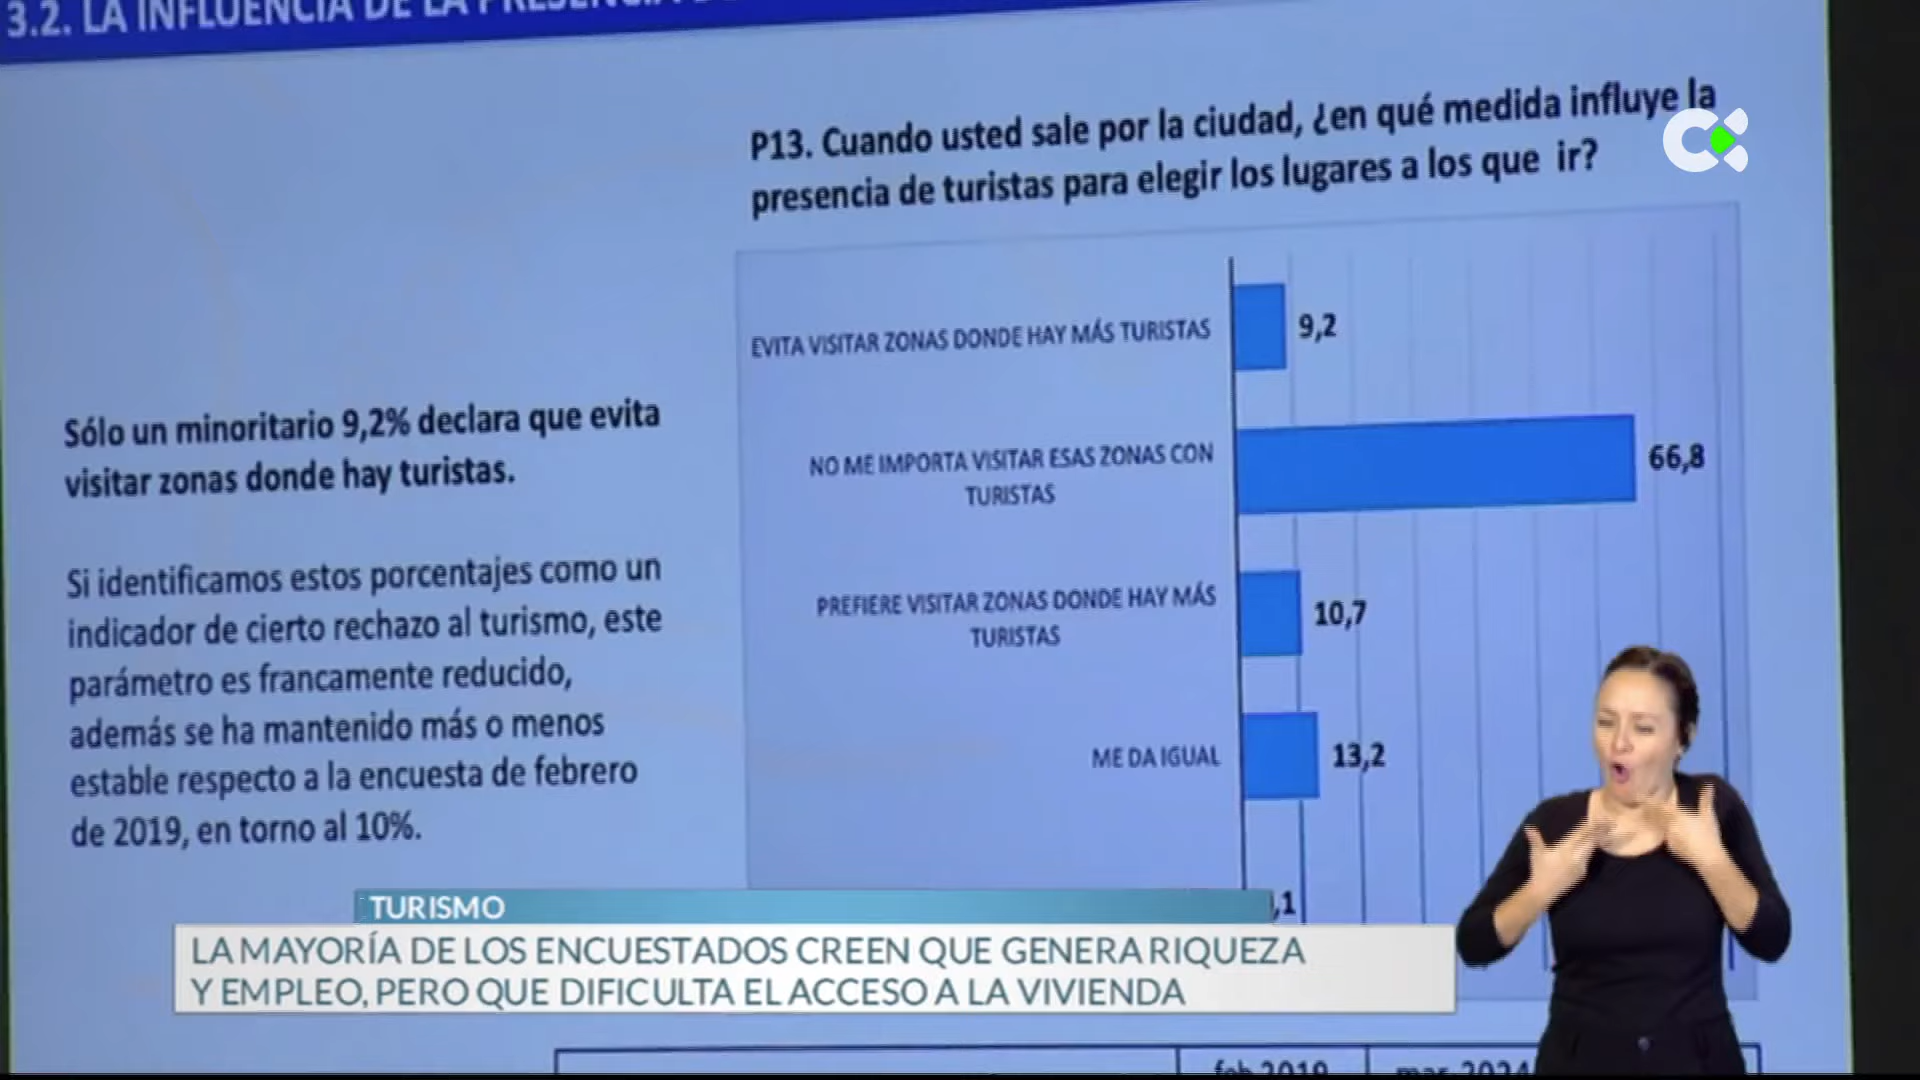 3.2. LA INFLUENCIA DE LA PRESENCIA
P13. Cuando usted sale por la ciudad, ¿en qué medida influye la
presencia de turistas para elegir los lugares a los que ir?
Sólo un minoritario 9,2% declara que evita
visitar zonas donde hay turistas.
Si identificamos estos porcentajes como un
indicador de cierto rechazo al turismo, este
parámetro es francamente reducido,
además se ha mantenido más o menos
estable respecto a la encuesta de febrero
de 2019, en torno al 10%.
EVITA VISITAR ZONAS DONDE HAY MÁS TURISTAS 9,2
NO ME IMPORTA VISITAR ESAS ZONAS CON
TURISTAS
66,8
PREFIERE VISITAR ZONAS DONDE HAY MÁS
TURISTAS
10,7
ME DA IGUAL 13,2
,1
TURISMO
LA MAYORÍA DE LOS ENCUESTADOS CREEN QUE GENERA RIQUEZA
Y EMPLEO, PERO QUE DIFICULTA EL ACCESO A LA VIVIENDA
feb 2019 mar 2024